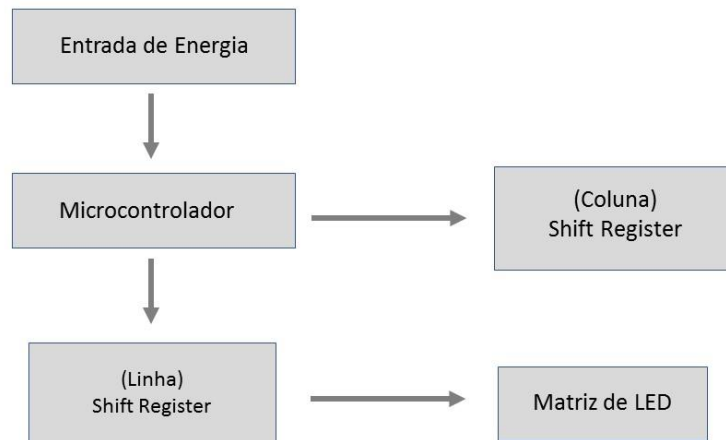 Entrada de Energia
Microcontrolador
(Coluna)
Shift Register
(Linha)
Shift Register
Matriz de LED